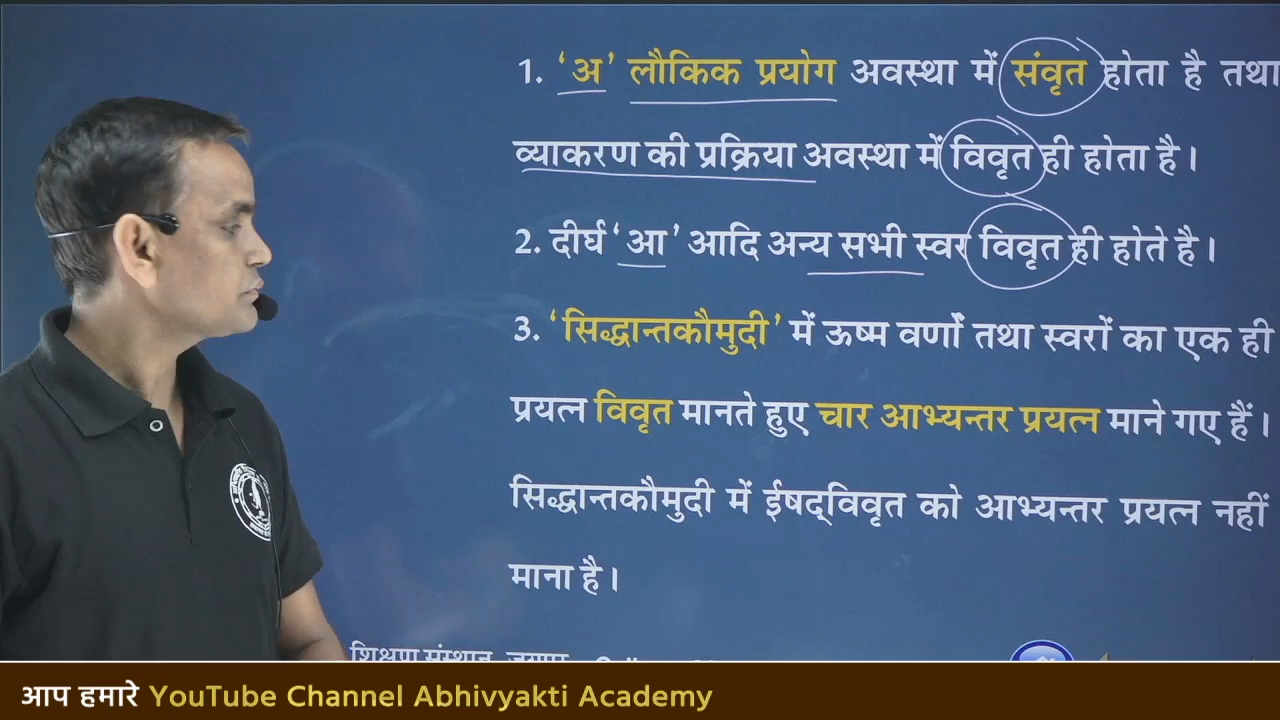 1. ‘अ’ लौकिक प्रयोग अवस्था में संवृत होता है तथा
व्याकरण की प्रक्रिया अवस्था में विवृत ही होता है।
2. दीर्घ ‘आ’ आदि अन्य सभी स्वर विवृत ही होते है।
3. ‘सिद्धान्तकौमुदी’ में ऊष्म वर्णों तथा स्वरों का एक ही
प्रयत्न विवृत मानते हुए चार आभ्यन्तर प्रयत्न माने गए हैं।
सिद्धान्तकौमुदी में ईषद्‌विवृत को आभ्यन्तर प्रयत्न नहीं
माना है।
शिक्षण संस्थान
आप हमारे YouTube Channel Abhivyakti Academy